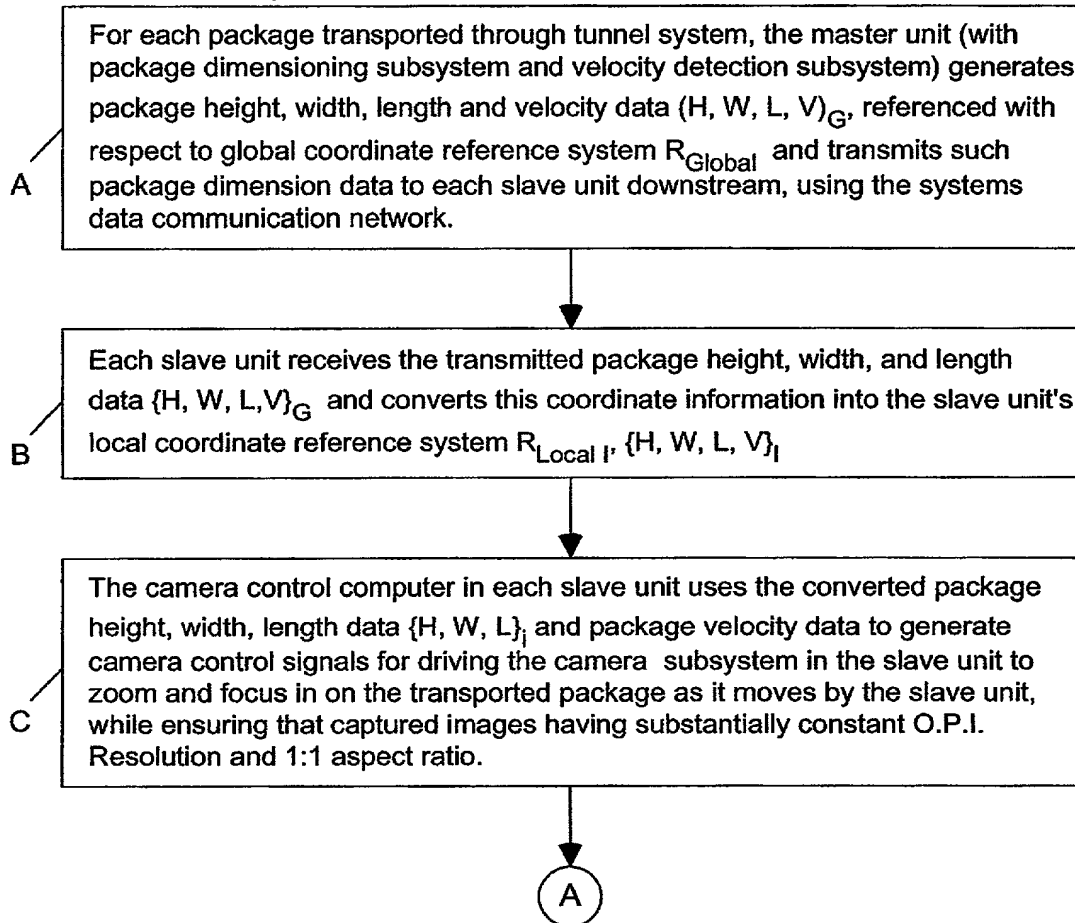 For each package transported through tunnel system, the master unit (with
package dimensioning subsystem and velocity detection subsystem) generates
package height, width, length and velocity data (H, W, L, V)G, referenced with
respect to global coordinate reference system RGlobal and transmits such
package dimension data to each slave unit downstream, using the systems
data communication network.
A
Each slave unit receives the transmitted package height, width, and length
data {H, W, L,V}G and converts this coordinate information into the slave unit's
local coordinate reference system RLocal I, {H, W, L, V}I
B
The camera control computer in each slave unit uses the converted package
height, width, length data {H, W, L}i and package velocity data to generate
camera control signals for driving the camera subsystem in the slave unit to
zoom and focus in on the transported package as it moves by the slave unit,
while ensuring that captured images having substantially constant O.P.I.
Resolution and 1:1 aspect ratio.
C
A